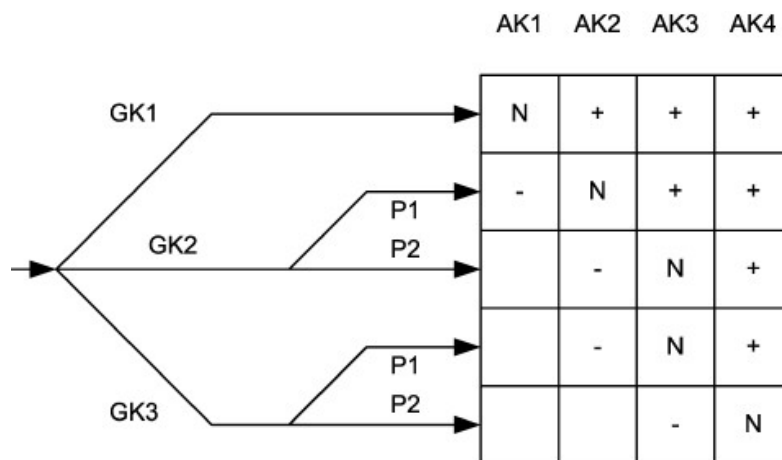 AK1 AK2 AK3 AK4
GK1 N + + +
P1 - N + +
GK2 P2 - N +
P1 - N +
GK3 P2 - N